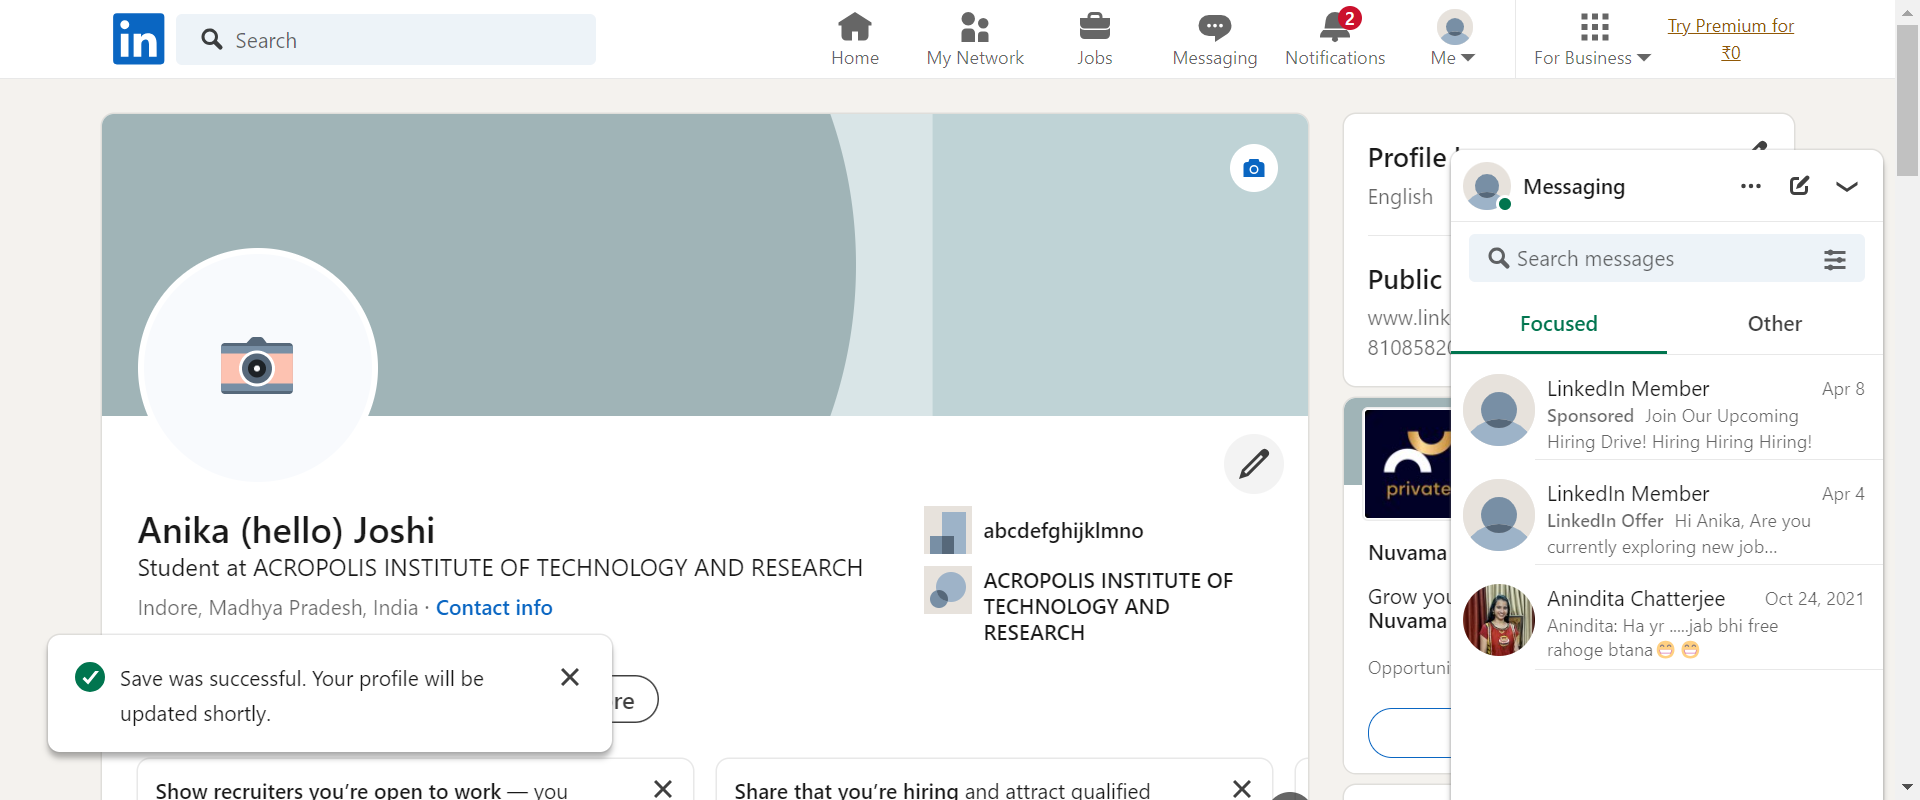 in
Search
Home
My Network
Jobs
Messaging
2
Notifications
Me
For Business
Try Premium for
₹0
Anika (hello) Joshi
Student at ACROPOLIS INSTITUTE OF TECHNOLOGY AND RESEARCH
Indore, Madhya Pradesh, India · Contact info
abcdefghijklmno
ACROPOLIS INSTITUTE OF
TECHNOLOGY AND
RESEARCH
Save was successful. Your profile will be
updated shortly.
re
Show recruiters you're open to work — you
Share that you're hiring and attract qualified
Profile
English
Public
www.link
8108582
private
Nuvama
Grow you
Nuvama
Opportuni
Messaging
Search messages
Focused
Other
LinkedIn Member Apr 8
Sponsored Join Our Upcoming
Hiring Drive! Hiring Hiring Hiring!
LinkedIn Member Apr 4
LinkedIn Offer Hi Anika, Are you
currently exploring new job...
Anindita Chatterjee Oct 24, 2021
Anindita: Ha yr .....jab bhi free
rahoge btana😁 😁